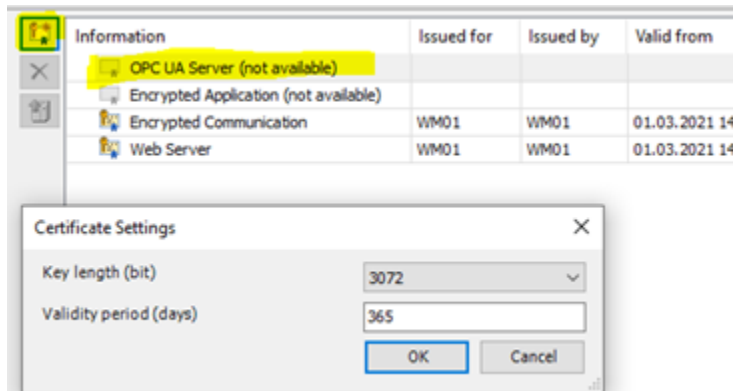 Information Issued for Issued by Valid from
OPC UA Server (not available)
Encrypted Application (not available)
Encrypted Communication WM01 WM01 01.03.2021 14
Web Server WM01 WM01 01.03.2021 14
Certificate Settings
Key length (bit) 3072
Validity period (days) 365
OK Cancel